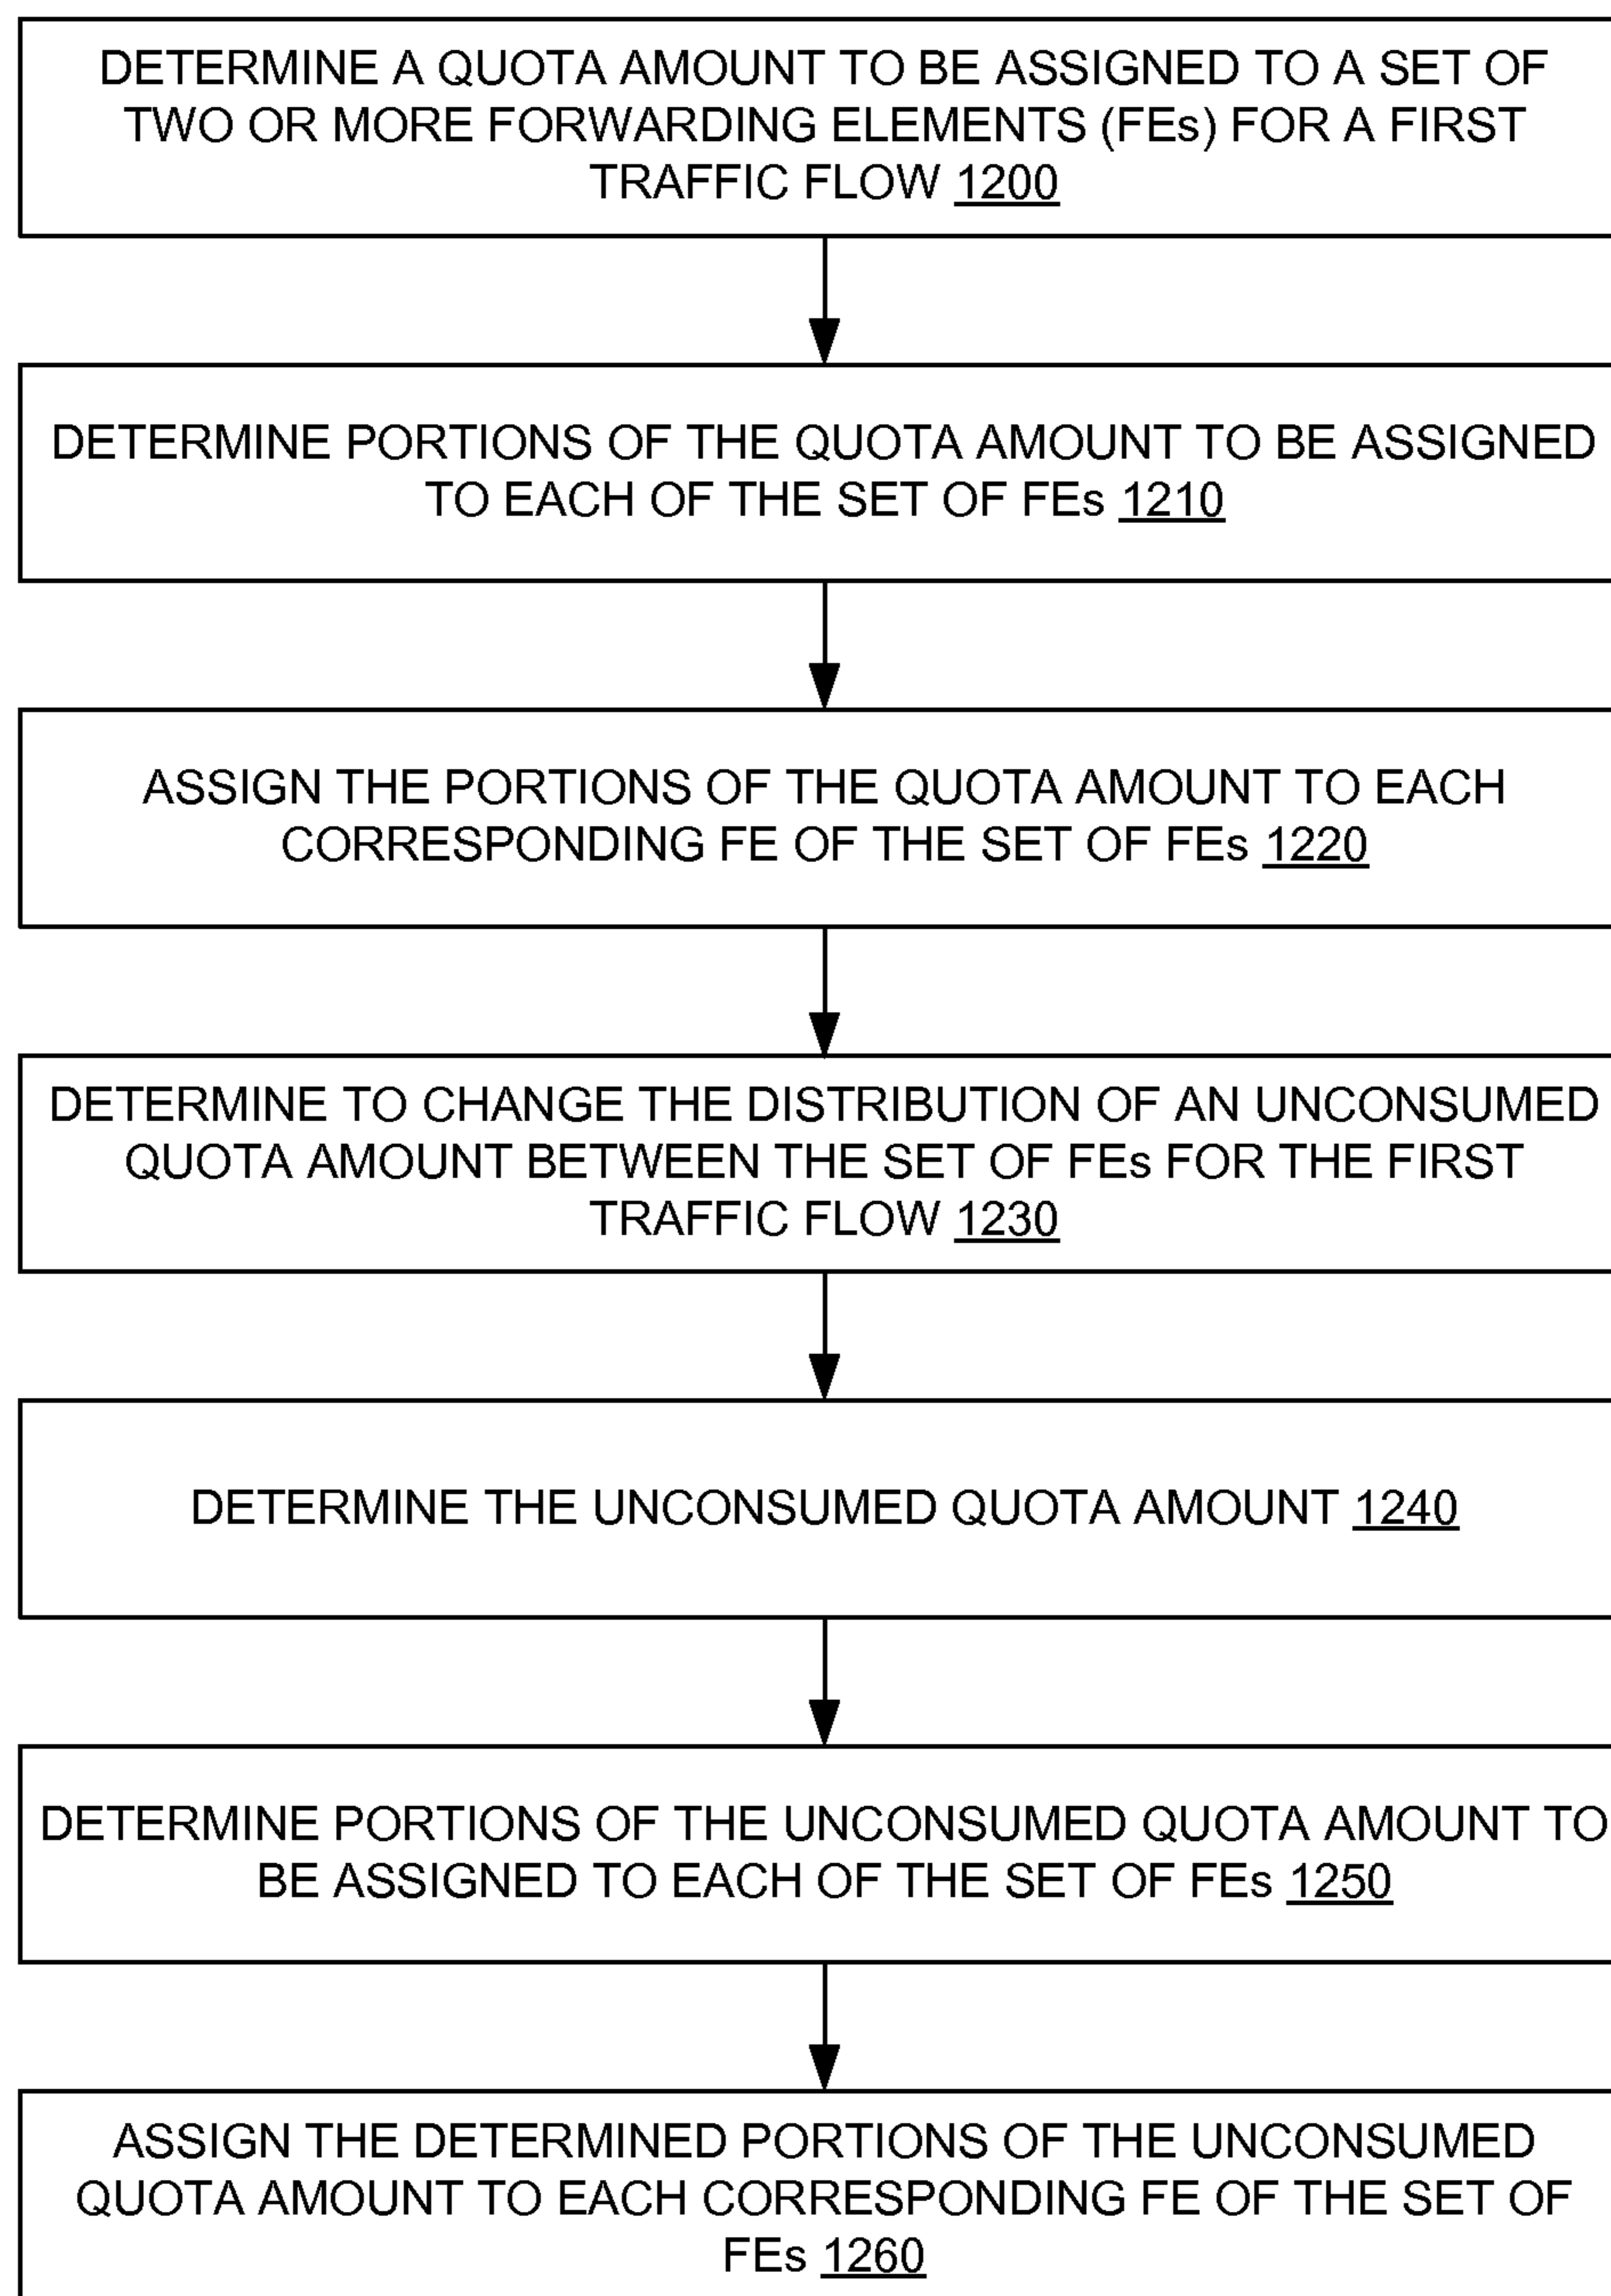 DETERMINE A QUOTA AMOUNT TO BE ASSIGNED TO A SET OF
TWO OR MORE FORWARDING ELEMENTS (FEs) FOR A FIRST
TRAFFIC FLOW 1200
DETERMINE PORTIONS OF THE QUOTA AMOUNT TO BE ASSIGNED
TO EACH OF THE SET OF FEs 1210
ASSIGN THE PORTIONS OF THE QUOTA AMOUNT TO EACH
CORRESPONDING FE OF THE SET OF FEs 1220
DETERMINE TO CHANGE THE DISTRIBUTION OF AN UNCONSUMED
QUOTA AMOUNT BETWEEN THE SET OF FEs FOR THE FIRST
TRAFFIC FLOW 1230
DETERMINE THE UNCONSUMED QUOTA AMOUNT 1240
DETERMINE PORTIONS OF THE UNCONSUMED QUOTA AMOUNT TO
BE ASSIGNED TO EACH OF THE SET OF FEs 1250
ASSIGN THE DETERMINED PORTIONS OF THE UNCONSUMED
QUOTA AMOUNT TO EACH CORRESPONDING FE OF THE SET OF
FEs 1260